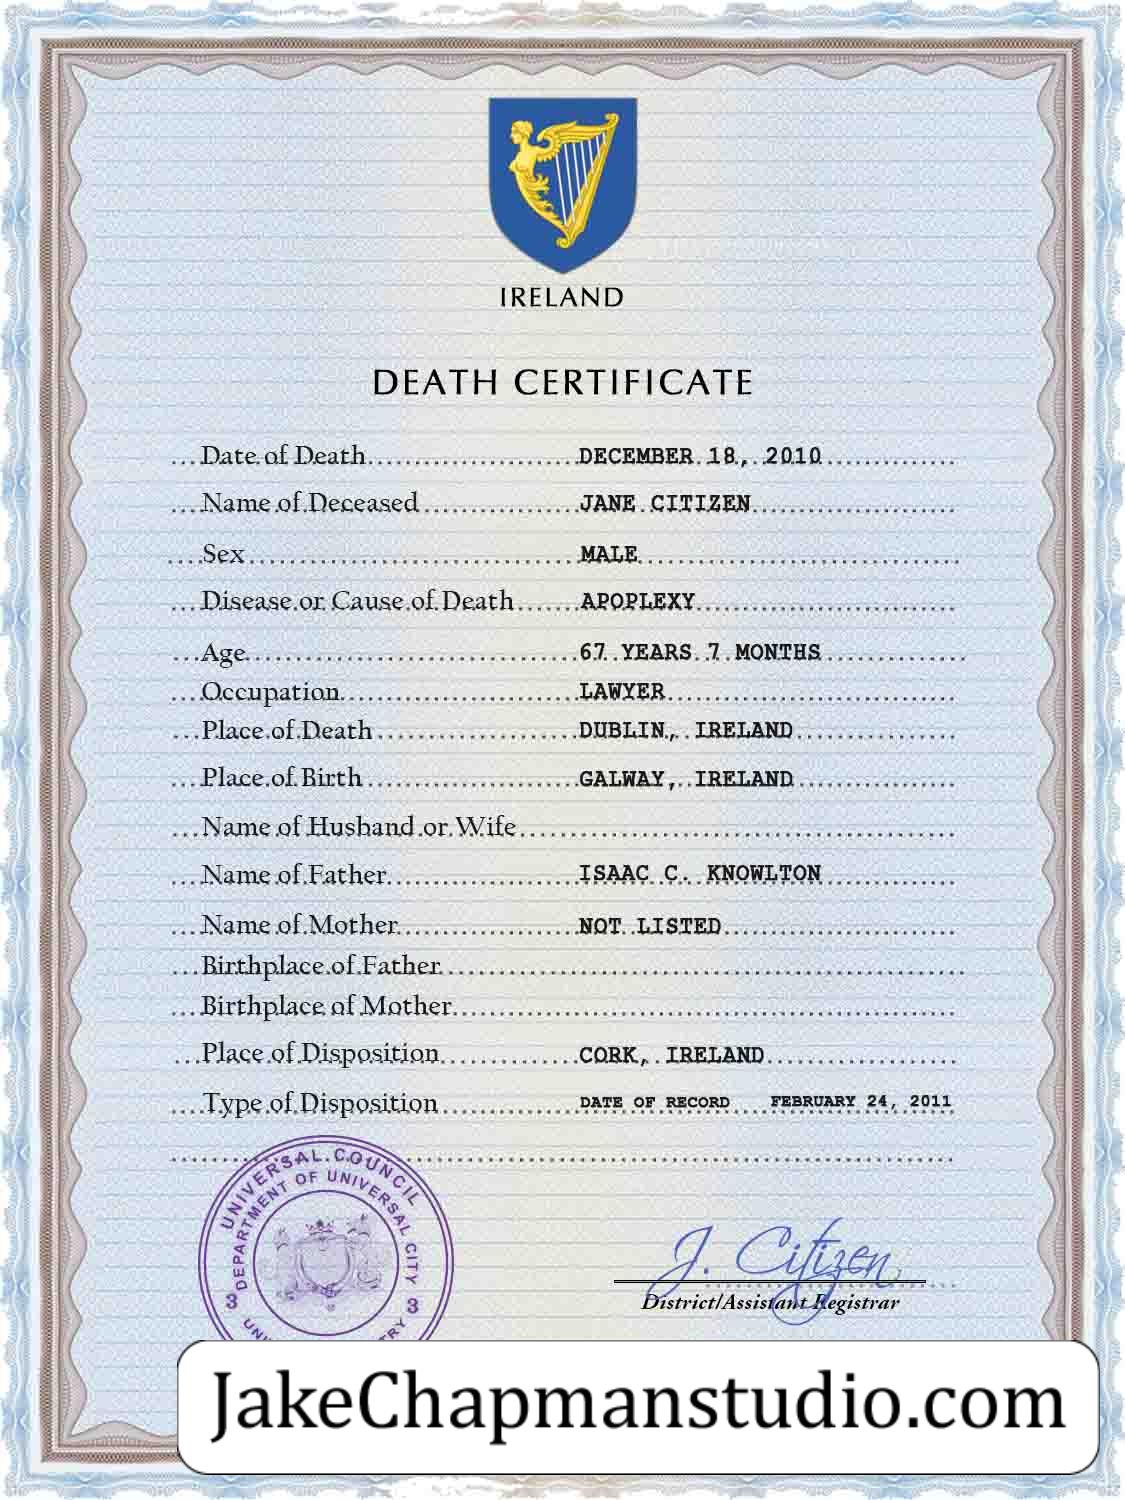 IRELAND
DEATH CERTIFICATE
Date of Death DECEMBER 18, 2010
Name of Deceased JANE CITIZEN
Sex MALE
Disease or Cause of Death APOPLEXY
Age 67 YEARS 7 MONTHS
Occupation LAWYER
Place of Death DUBLIN, IRELAND
Place of Birth GALWAY, IRELAND
Name of Husband or Wife
Name of Father ISAAC C. KNOWLTON
Name of Mother NOT LISTED
Birthplace of Father
Birthplace of Mother
Place of Disposition CORK, IRELAND
Type of Disposition DATE OF RECORD FEBRUARY 24, 2011
UNIVERSAL COUNCIL
DEPARTMENT OF UNIVERSAL CITY
3 3
J. Citizen
District/Assistant Registrar
JakeChapmanstudio.com